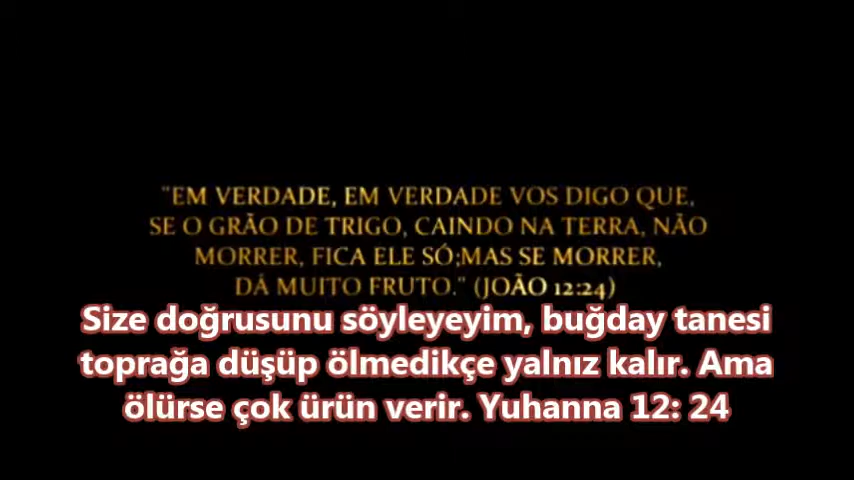 "EM VERDADE, EM VERDADE VOS DIGO QUE,
SE O GRÃO DE TRIGO, CAINDO NA TERRA, NÃO
MORRER, FICA ELE SÓ;MAS SE MORRER,
DÁ MUITO FRUTO." (JOÃO 12:24)
Size doğrusunu söyleyeyim, buğday tanesi
toprağa düşüp ölmedikçe yalnız kalır. Ama
ölürse çok ürün verir. Yuhanna 12: 24